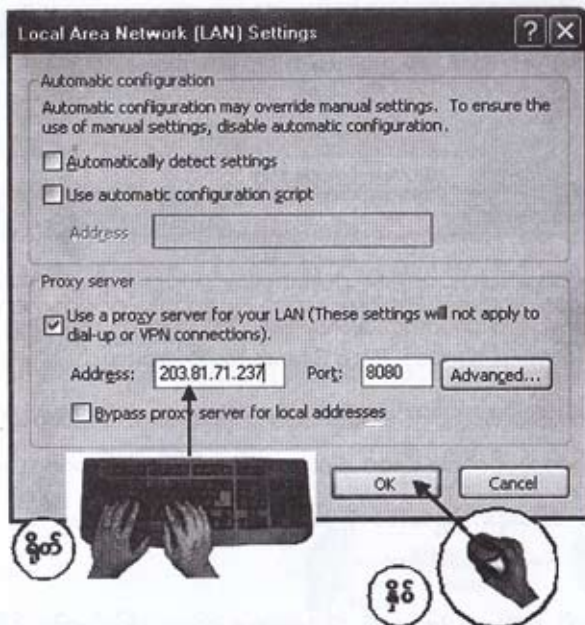 Local Area Network (LAN) Settings
Automatic configuration
Automatic configuration may override manual settings. To ensure the
use of manual settings, disable automatic configuration.
Automatically detect settings
Use automatic configuration script
Address
Proxy server
Use a proxy server for your LAN (These settings will not apply to
dial-up or VPN connections).
Address: 203.81.71.237 Port: 8080 Advanced...
Bypass proxy server for local addresses
OK Cancel
ရိုက်
နှိပ်